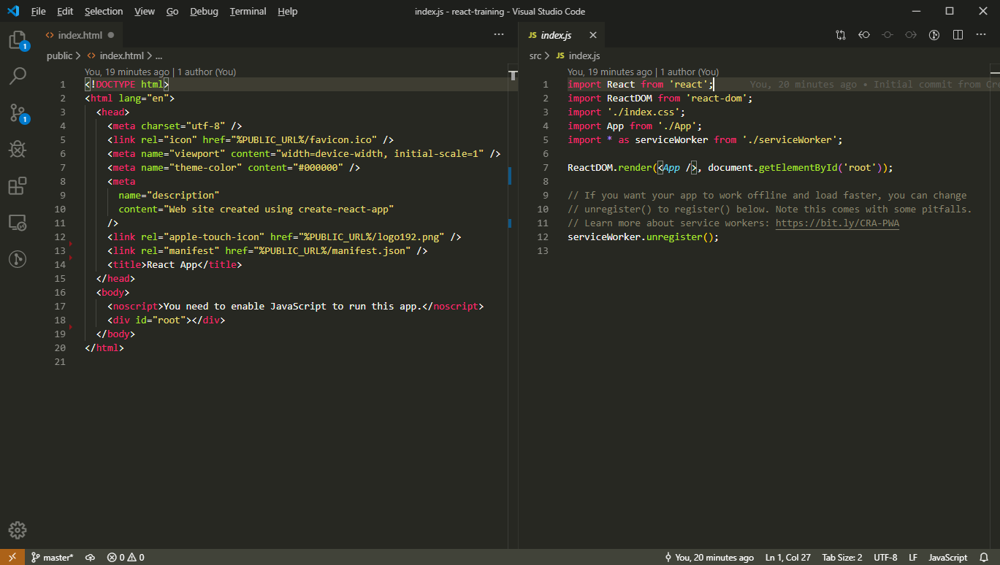 File Edit Selection View Go Debug Terminal Help
index.js - react-training - Visual Studio Code
1
1
index.html
public > index.html > ...
You, 19 minutes ago | 1 author (You)
1 <!DOCTYPE html>
2 <html lang="en">
3 <head>
4 <meta charset="utf-8" />
5 <link rel="icon" href="%PUBLIC_URL%/favicon.ico" />
6 <meta name="viewport" content="width=device-width, initial-scale=1" />
7 <meta name="theme-color" content="#000000" />
8 <meta
9 name="description"
10 content="Web site created using create-react-app"
11 />
12 <link rel="apple-touch-icon" href="%PUBLIC_URL%/logo192.png" />
13 <link rel="manifest" href="%PUBLIC_URL%/manifest.json" />
14 <title>React App</title>
15 </head>
16 <body>
17 <noscript>You need to enable JavaScript to run this app.</noscript>
18 <div id="root"></div>
19 </body>
20 </html>
21
JS index.js
src > JS index.js
You, 19 minutes ago | 1 author (You)
1 import React from 'react'; You, 20 minutes ago • Initial commit from Cre
2 import ReactDOM from 'react-dom';
3 import './index.css';
4 import App from './App';
5 import * as serviceWorker from './serviceWorker';
6
7 ReactDOM.render(<App />, document.getElementById('root'));
8
9 // If you want your app to work offline and load faster, you can change
10 // unregister() to register() below. Note this comes with some pitfalls.
11 // Learn more about service workers: https://bit.ly/CRA-PWA
12 serviceWorker.unregister();
13
master* 0 0 You, 20 minutes ago Ln 1, Col 27 Tab Size: 2 UTF-8 LF JavaScript